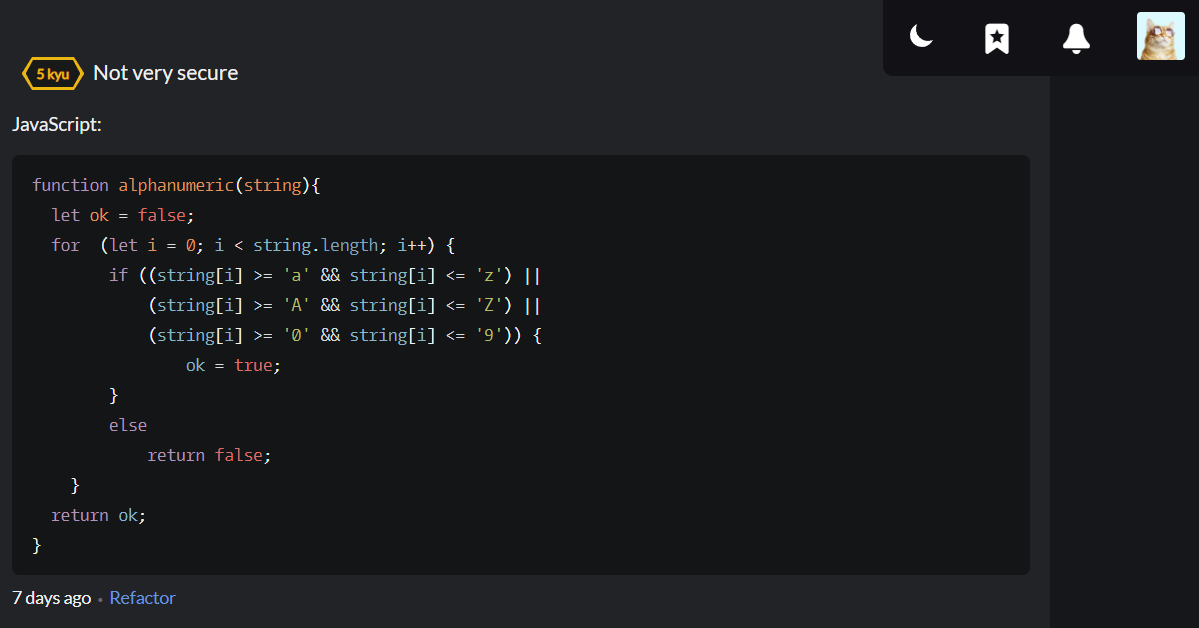 5 kyu Not very secure
JavaScript:
function alphanumeric(string){
  let ok = false;
  for  (let i = 0; i < string.length; i++) {
        if ((string[i] >= 'a' && string[i] <= 'z') ||
            (string[i] >= 'A' && string[i] <= 'Z') ||
            (string[i] >= '0' && string[i] <= '9')) {
                ok = true;
        }
        else
            return false;
    }
  return ok;
}
7 days ago • Refactor